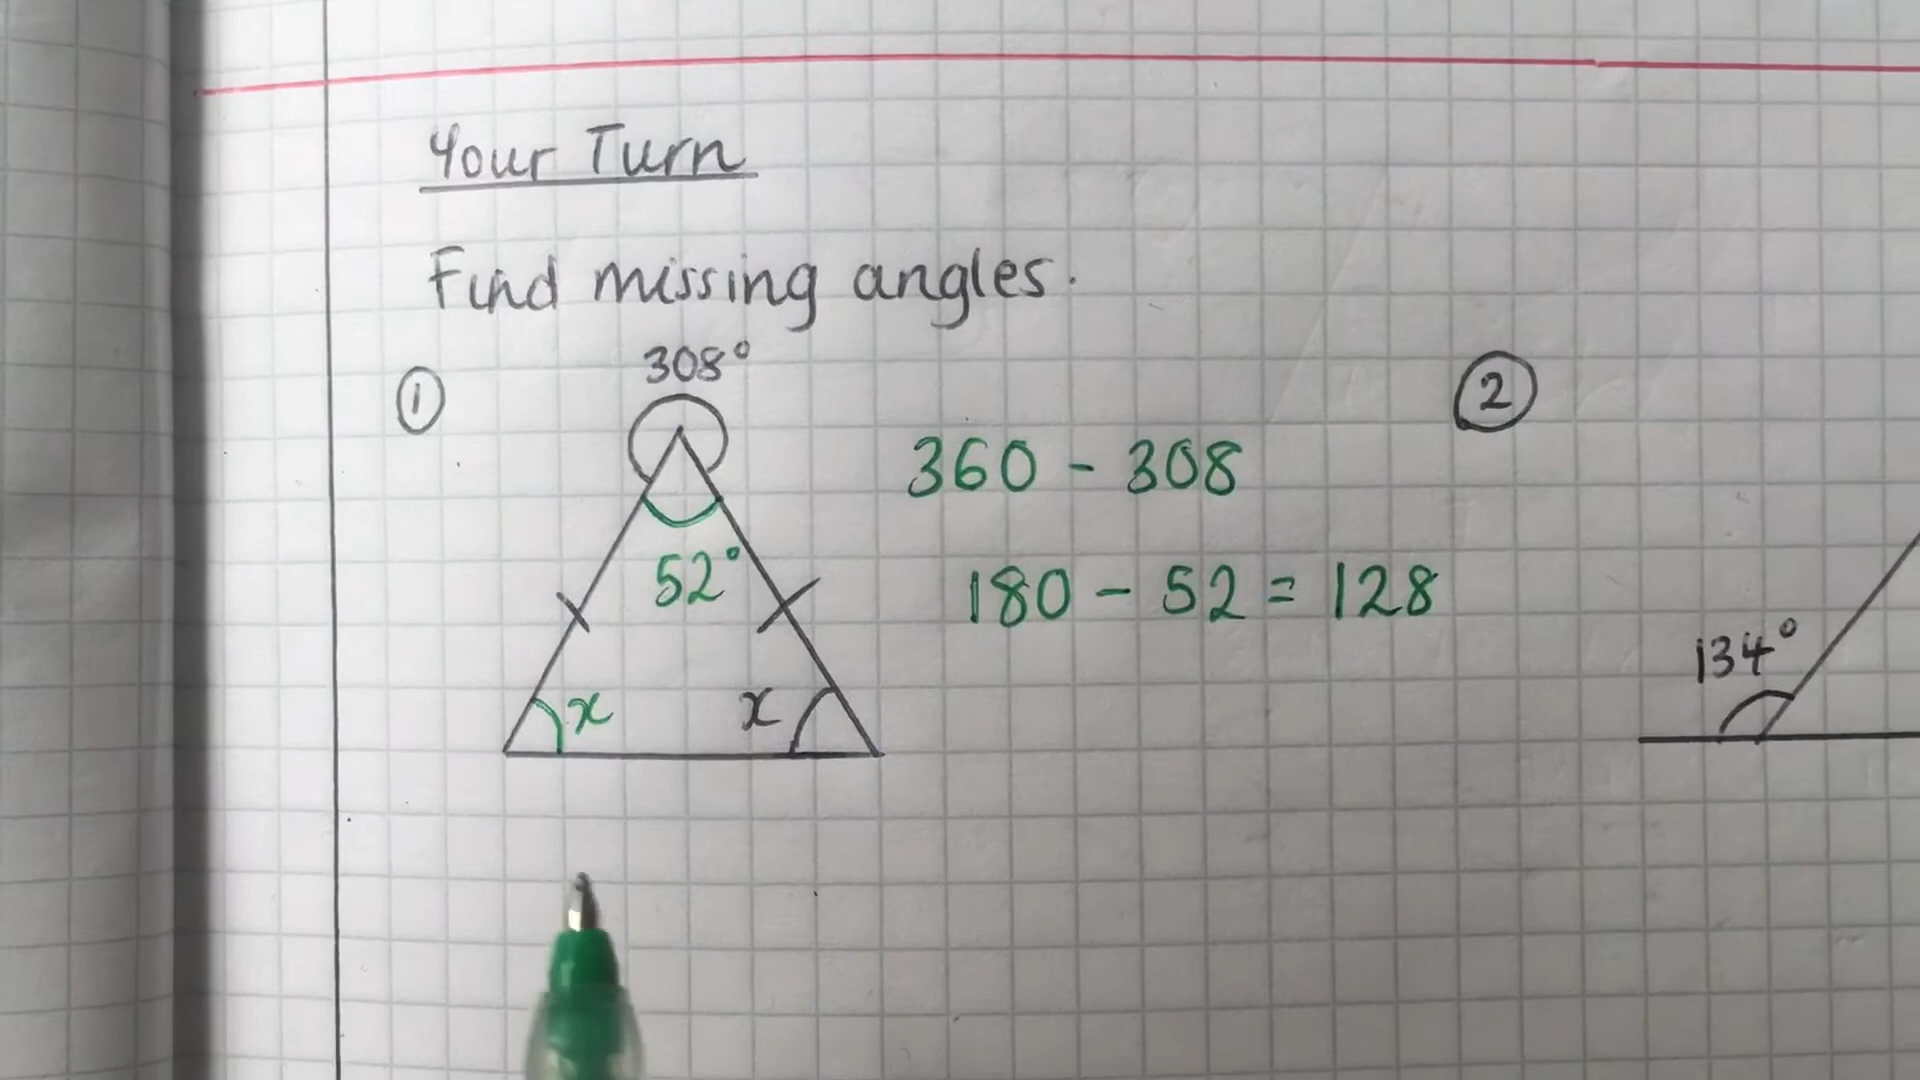 Your Turn
Find missing angles.
① 308° ②
360 - 308
52° 180 - 52 = 128
134°
x x